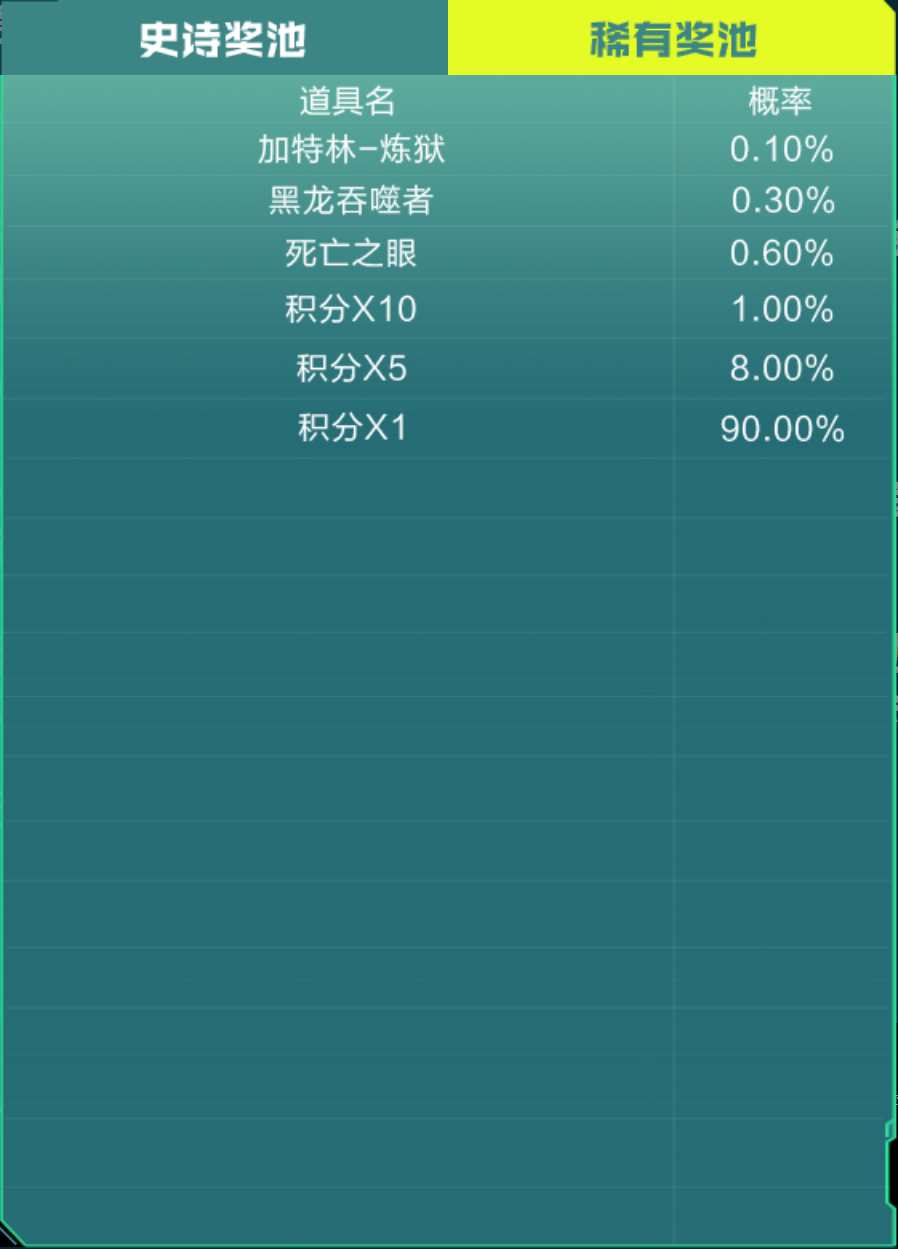 史诗奖池 稀有奖池
道具名 概率
加特林-炼狱 0.10%
黑龙吞噬者 0.30%
死亡之眼 0.60%
积分X10 1.00%
积分X5 8.00%
积分X1 90.00%